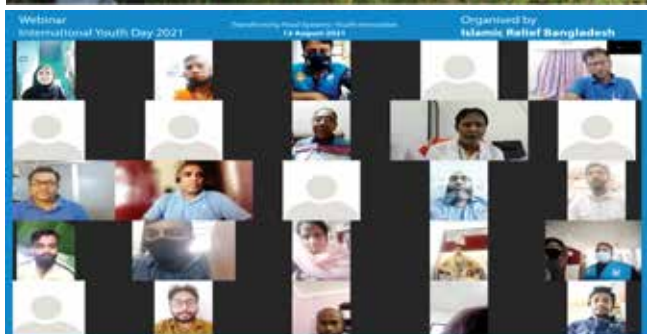 Webinar
International Youth Day 2021
Transforming Food Systems: Youth Innovation
12 August 2021
Organised by
Islamic Relief Bangladesh